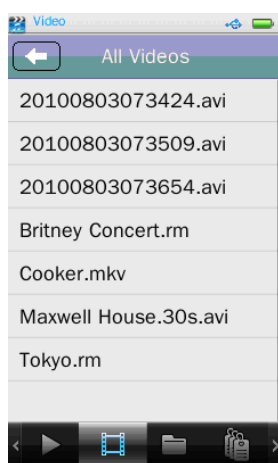 Video
All Videos
20100803073424.avi
20100803073509.avi
20100803073654.avi
Britney Concert.rm
Cooker.mkv
Maxwell House.30s.avi
Tokyo.rm